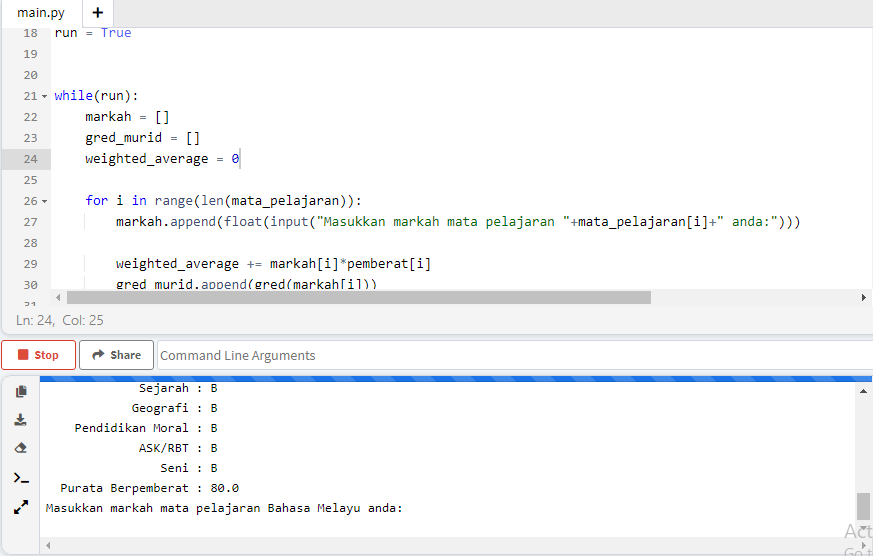 main.py +
18 run = True
19
20
21 while(run):
22 markah = []
23 gred_murid = []
24 weighted_average = 0
25
26 for i in range(len(mata_pelajaran)):
27 markah.append(float(input("Masukkan markah mata pelajaran "+mata_pelajaran[i]+" anda:")))
28
29 weighted_average += markah[i]*pemberat[i]
30 gred_murid.append(gred(markah[i]))
31
Ln: 24, Col: 25
Stop Share Command Line Arguments
Sejarah : B
Geografi : B
Pendidikan Moral : B
ASK/RBT : B
Seni : B
Purata Berpemberat : 80.0
Masukkan markah mata pelajaran Bahasa Melayu anda: